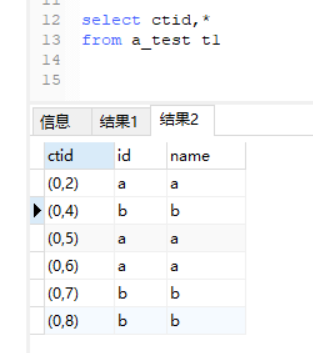 12 select ctid,*
13 from a_test t1
14
15
信息 结果1 结果2
ctid id name
(0,2) a a
(0,4) b b
(0,5) a a
(0,6) a a
(0,7) b b
(0,8) b b